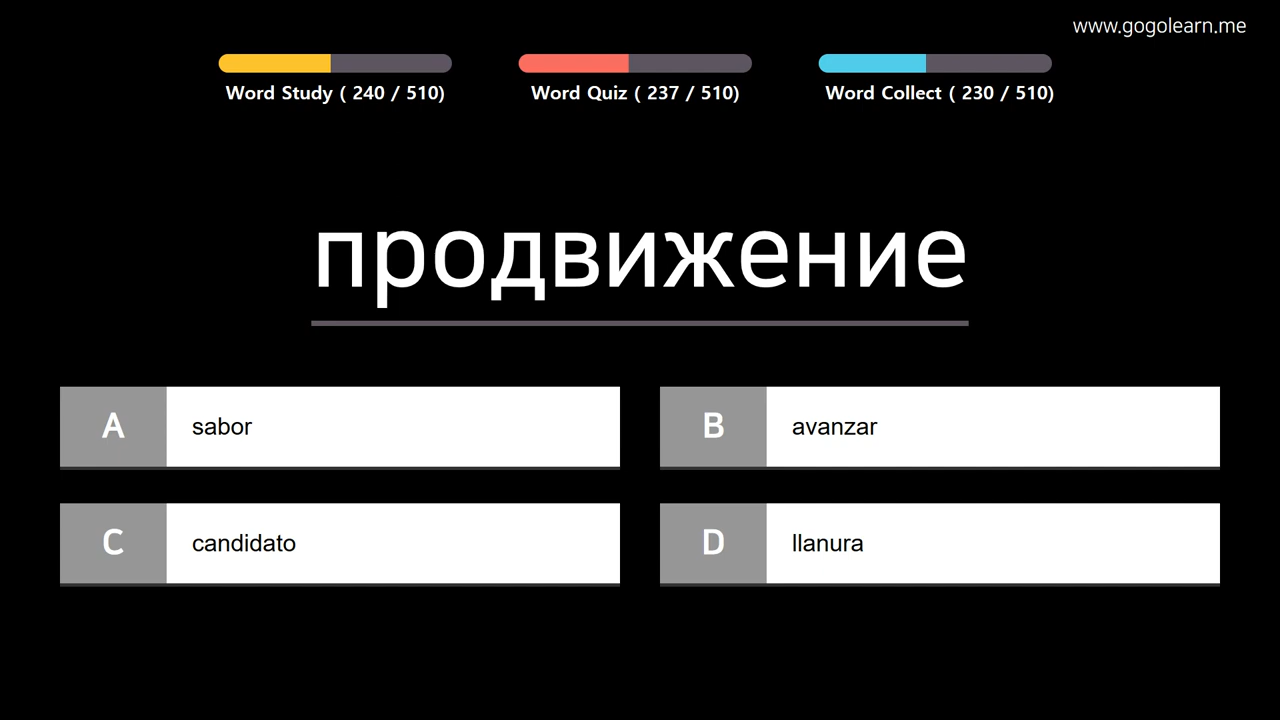 www.gogolearn.me
Word Study ( 240 / 510)
Word Quiz ( 237 / 510)
Word Collect ( 230 / 510)
продвижение
A sabor
B avanzar
C candidato
D llanura